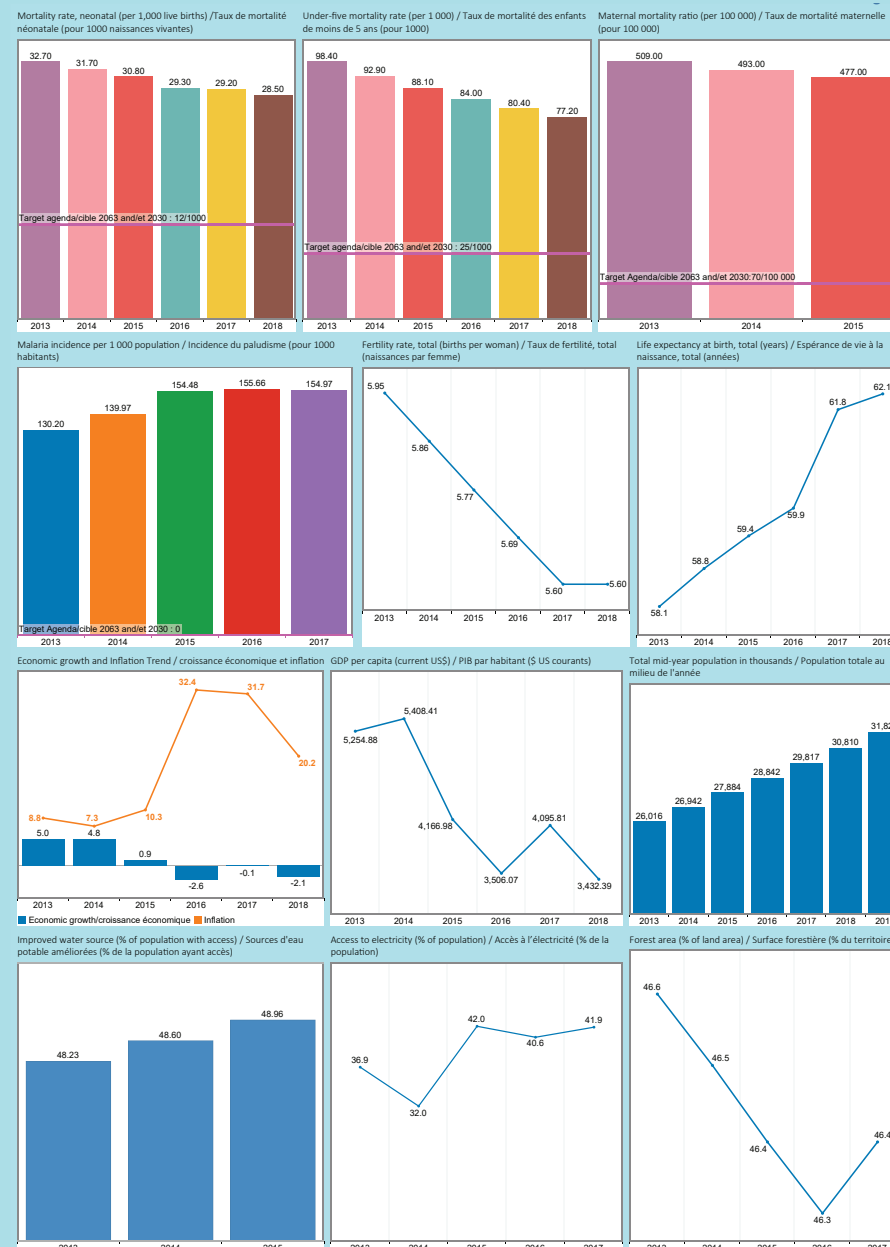 Mortality rate, neonatal (per 1,000 live births) /Taux de mortalité
néonatale (pour 1000 naissances vivantes)
32.70
31.70
30.80
29.30
29.20
28.50
Target agenda/cible 2063 and/et 2030 : 12/1000
2013 2014 2015 2016 2017 2018
Under-five mortality rate (per 1 000) / Taux de mortalité des enfants
de moins de 5 ans (pour 1000)
98.40
92.90
88.10
84.00
80.40
77.20
Target agenda/cible 2063 and/et 2030 : 25/1000
2013 2014 2015 2016 2017 2018
Maternal mortality ratio (per 100 000) / Taux de mortalité maternelle
(pour 100 000)
509.00
493.00
477.00
Target Agenda/cible 2063 and/et 2030:70/100 000
2013 2014 2015
Malaria incidence per 1 000 population / Incidence du paludisme (pour 1000
habitants)
130.20
139.97
154.48
155.66
154.97
Target Agenda/cible 2063 and/et 2030 : 0
2013 2014 2015 2016 2017
Fertility rate, total (births per woman) / Taux de fertilité, total
(naissances par femme)
5.95
5.86
5.77
5.69
5.60
5.60
2013 2014 2015 2016 2017 2018
Life expectancy at birth, total (years) / Espérance de vie à la
naissance, total (années)
58.1
58.8
59.4
59.9
61.8
62.1
2013 2014 2015 2016 2017 2018
Economic growth and Inflation Trend / croissance économique et inflation
32.4
31.7
20.2
8.8
7.3
10.3
5.0
4.8
0.9
-2.6
-0.1
-2.1
2013 2014 2015 2016 2017 2018
Economic growth/croissance économique Inflation
GDP per capita (current US$) / PIB par habitant ($ US courants)
5,254.88
5,408.41
4,166.98
3,506.07
4,095.81
3,432.39
2013 2014 2015 2016 2017 2018
Total mid-year population in thousands / Population totale au
milieu de l'année
26,016
26,942
27,884
28,842
29,817
30,810
2013 2014 2015 2016 2017 2018
Improved water source (% of population with access) / Sources d'eau
potable améliorées (% de la population ayant accès)
48.23
48.60
48.96
Access to electricity (% of population) / Accès à l'électricité (% de la
population)
36.9
32.0
42.0
40.6
41.9
Forest area (% of land area) / Surface forestière (% du territoire
46.6
46.5
46.4
46.3
46.4